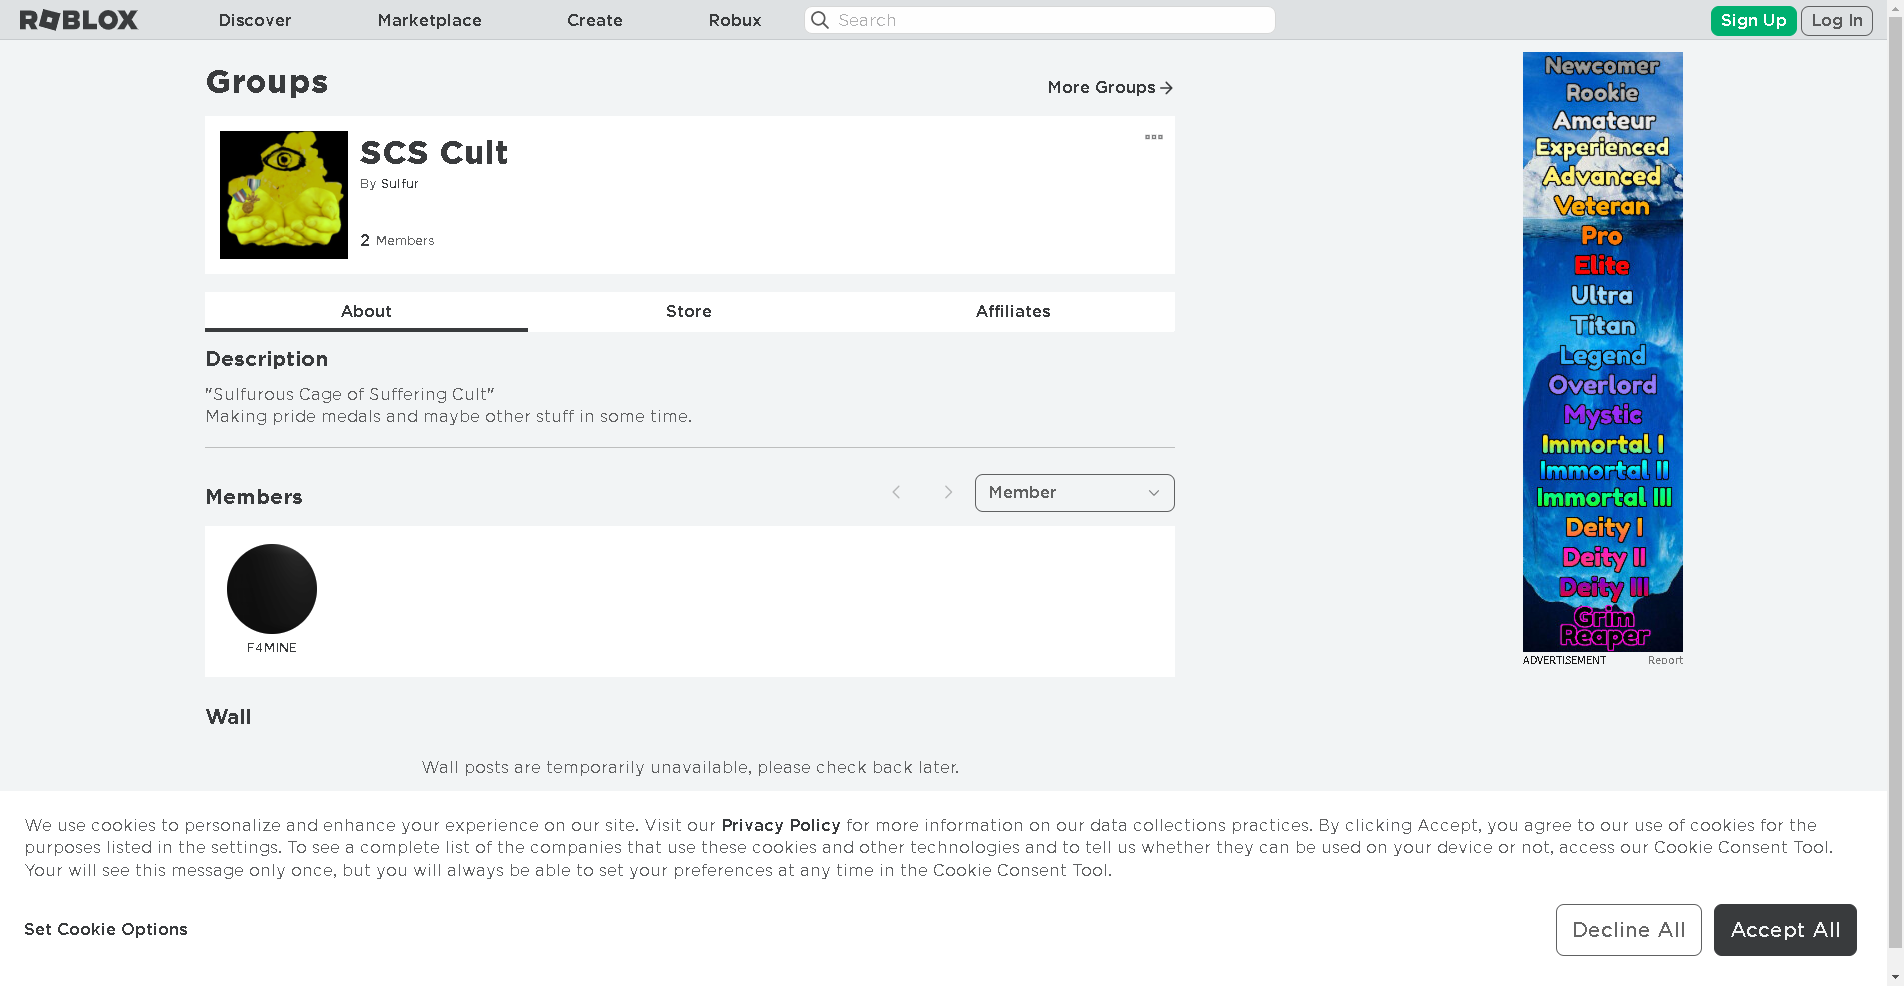 ROBLOX
Discover
Marketplace
Create
Robux
Search
Sign Up
Log In
Groups
More Groups
SCS Cult
By Sulfur
2 Members
About
Store
Affiliates
Description
"Sulfurous Cage of Suffering Cult"
Making pride medals and maybe other stuff in some time.
Members
Member
F4MINE
Wall
Wall posts are temporarily unavailable, please check back later.
Newcomer
Rookie
Amateur
Experienced
Advanced
Veteran
Pro
Elite
Ultra
Titan
Legend
Overlord
Mystic
Immortal I
Immortal II
Immortal III
Deity I
Deity II
Deity III
Grim
Reaper
ADVERTISEMENT
Report
We use cookies to personalize and enhance your experience on our site. Visit our Privacy Policy for more information on our data collections practices. By clicking Accept, you agree to our use of cookies for the
purposes listed in the settings. To see a complete list of the companies that use these cookies and other technologies and to tell us whether they can be used on your device or not, access our Cookie Consent Tool.
Your will see this message only once, but you will always be able to set your preferences at any time in the Cookie Consent Tool.
Set Cookie Options
Decline All
Accept All